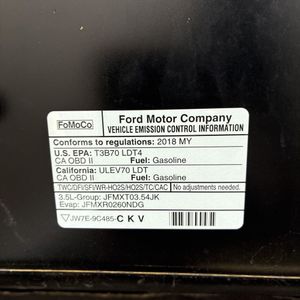 FoMoCo
Ford Motor Company
VEHICLE EMISSION CONTROL INFORMATION
Conforms to regulations: 2018 MY
U.S. EPA: T3B70 LDT4
CA OBD II Fuel: Gasoline
California: ULEV70 LDT
CA OBD II Fuel: Gasoline
TWC/DFI/SFI/WR-HO2S/HO2S/TC/CAC No adjustments needed.
3.5L-Group: JFMXT03.54JK
Evap: JFMXR0260NDG
JW7E-9C485-CKV